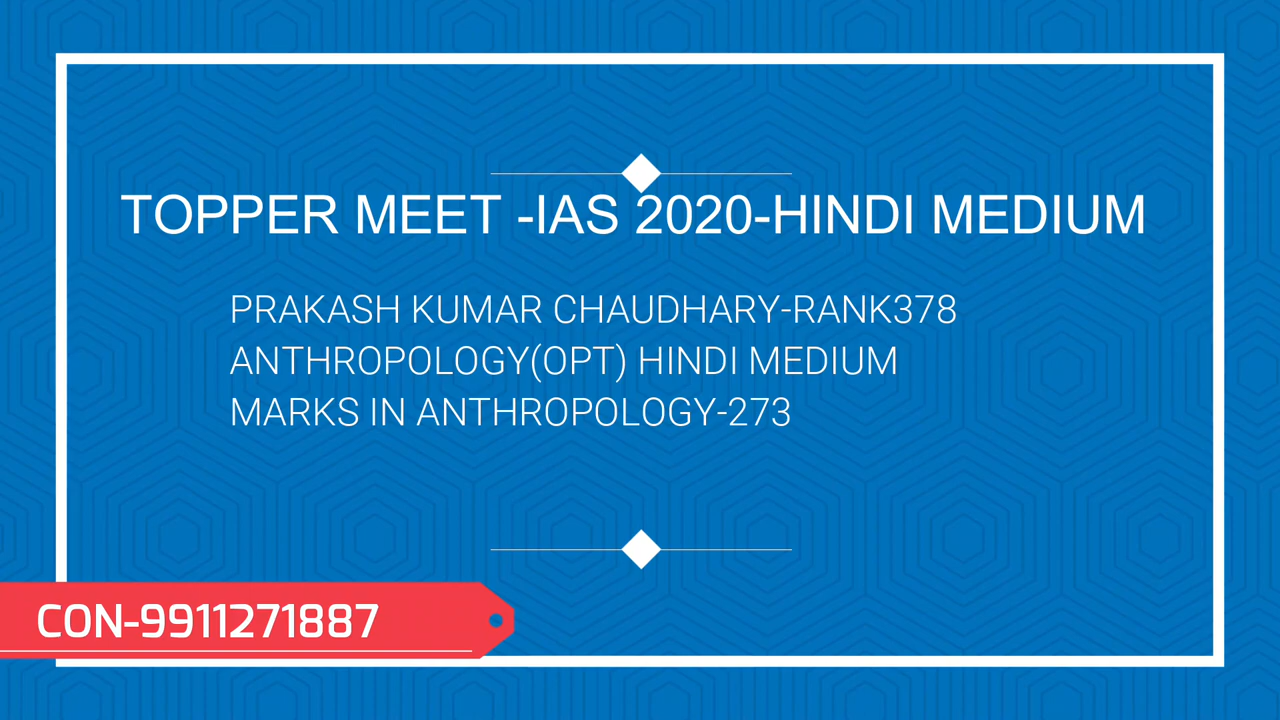 TOPPER MEET -IAS 2020-HINDI MEDIUM
PRAKASH KUMAR CHAUDHARY-RANK378
ANTHROPOLOGY(OPT) HINDI MEDIUM
MARKS IN ANTHROPOLOGY-273
CON-9911271887